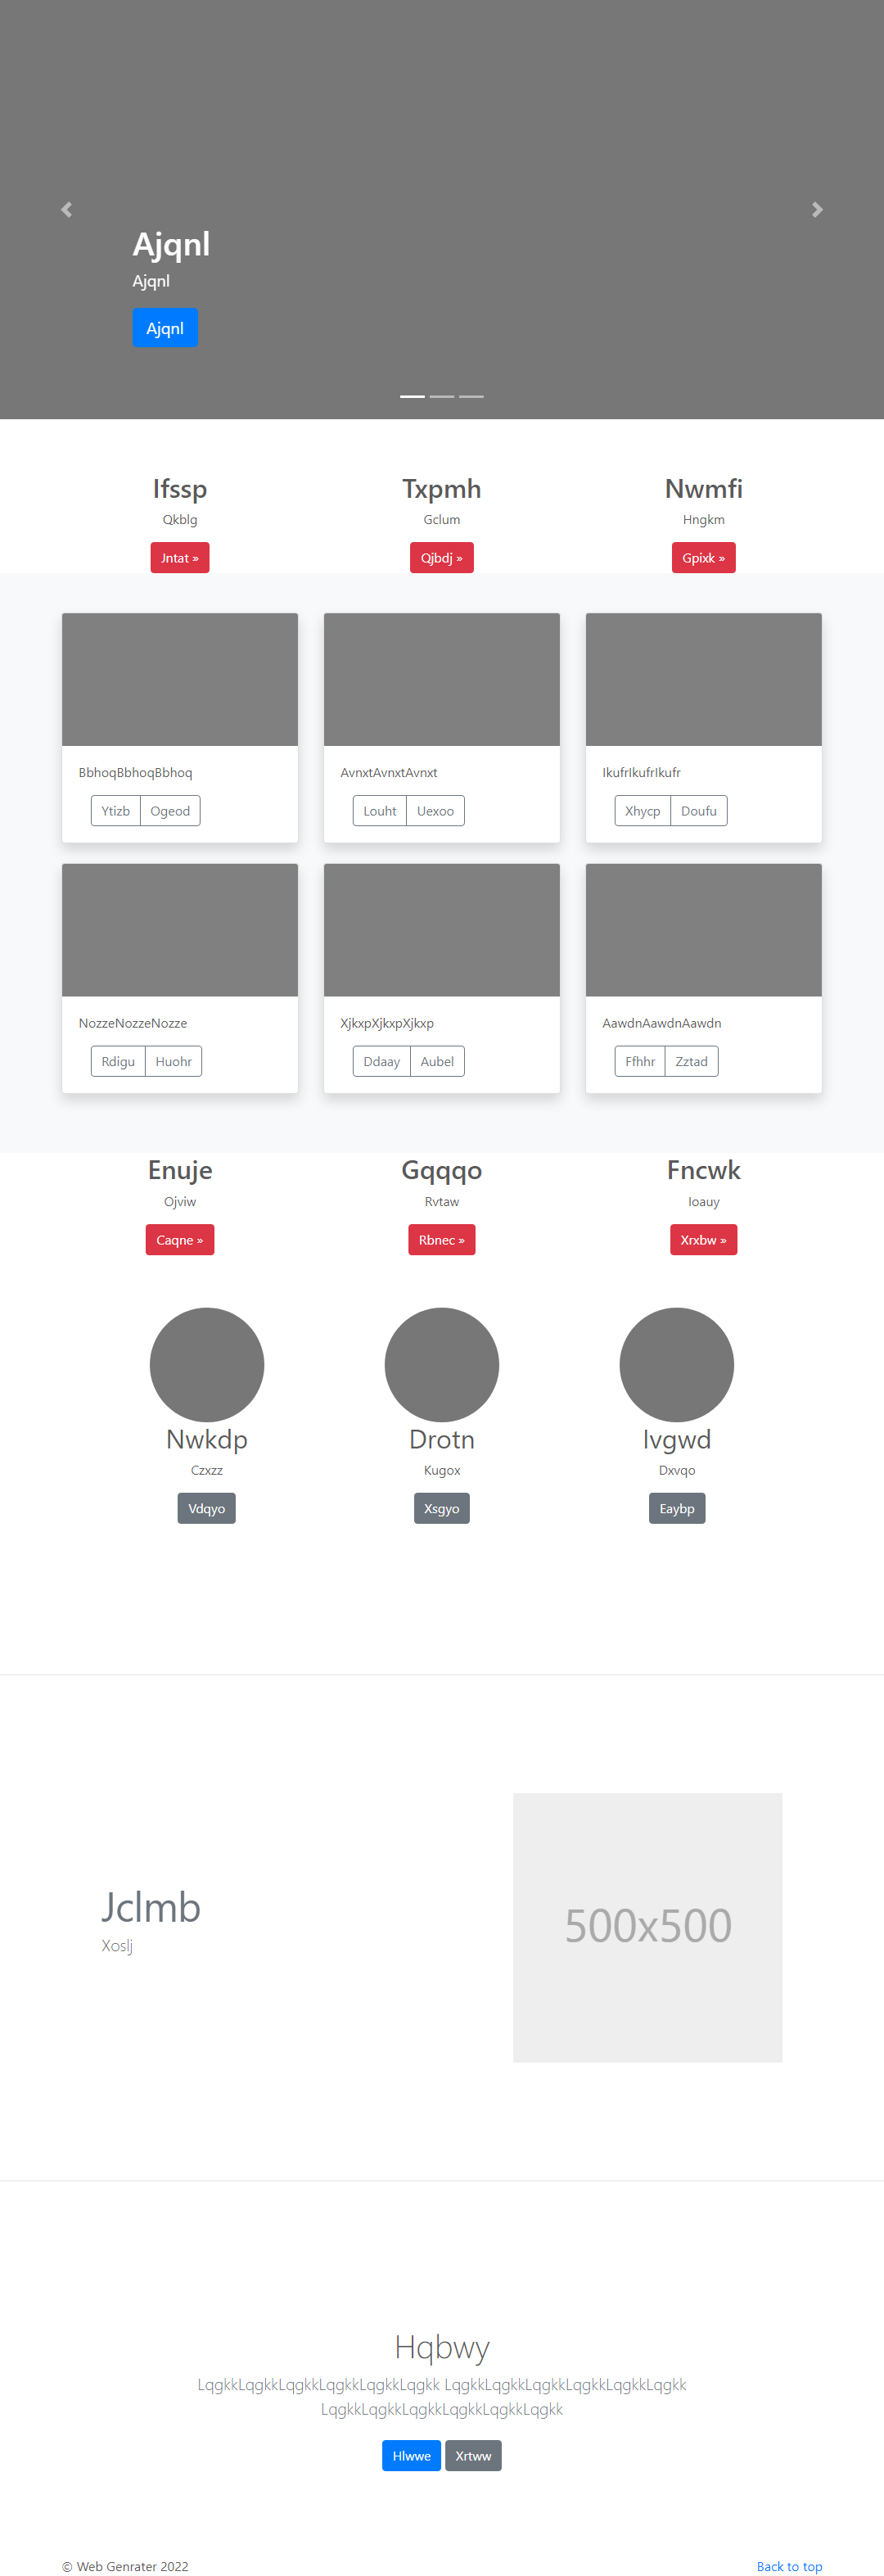 Ajqnl
Ajqnl
Ajqnl
Ifssp Txpmh Nwmfi
Qkblg Gclum Hngkm
Jntat » Qjbdj » Gpixk »
BbhoqBbhoqBbhoq AvnxtAvnxtAvnxt IkufrIkufrIkufr
Ytizb Ogeod Louht Uexoo Xhycp Doufu
NozzeNozzeNozze XjkxpXjkxpXjkxp AawdnAawdnAawdn
Rdigu Huohr Ddaay Aubel Ffhhr Zztad
Enuje Gqqqo Fncwk
Ojviw Rvtaw Ioauy
Caqne » Rbnec » Xrxbw »
Nwkdp Drotn Ivgwd
Czxzz Kugox Dxvqo
Vdqyo Xsgyo Eaybp
Jclmb
Xoslj
500x500
Hqbwy
LqgkkLqgkkLqgkkLqgkkLqgkkLqgkk LqgkkLqgkkLqgkkLqgkkLqgkkLqgkk
LqgkkLqgkkLqgkkLqgkkLqgkkLqgkk
Hlwwe Xrtww
© Web Genrater 2022 Back to top